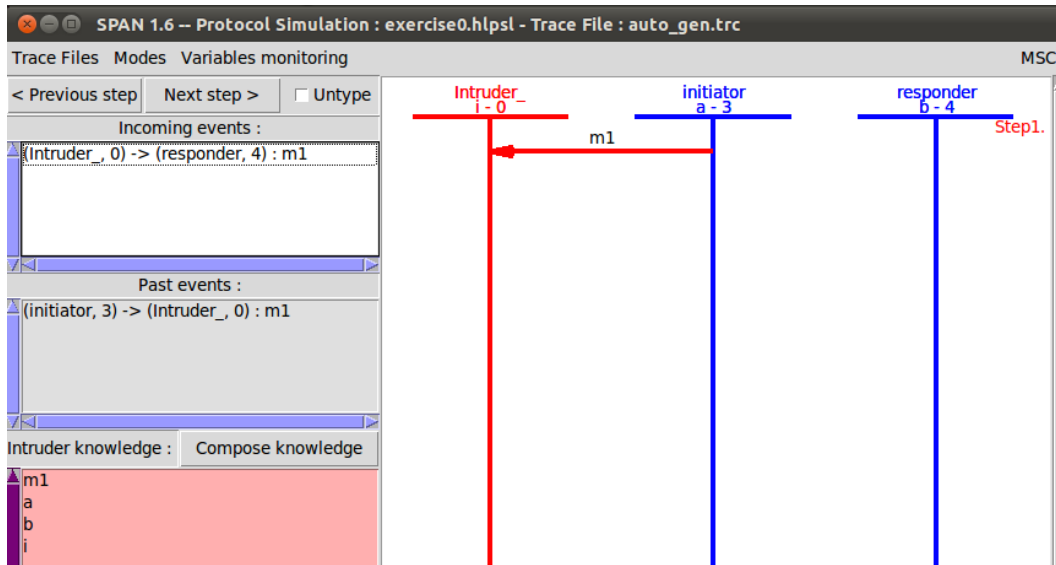 SPAN 1.6 -- Protocol Simulation : exercise0.hlpsl - Trace File : auto_gen.trc
Trace Files Modes Variables monitoring MSC
< Previous step Next step > Untype
Incoming events :
(Intruder_, 0) -> (responder, 4) : m1
Past events :
(initiator, 3) -> (Intruder_, 0) : m1
Intruder knowledge : Compose knowledge
m1
a
b
i
Intruder_
i - 0
initiator
a - 3
responder
b - 4
Step1.
m1